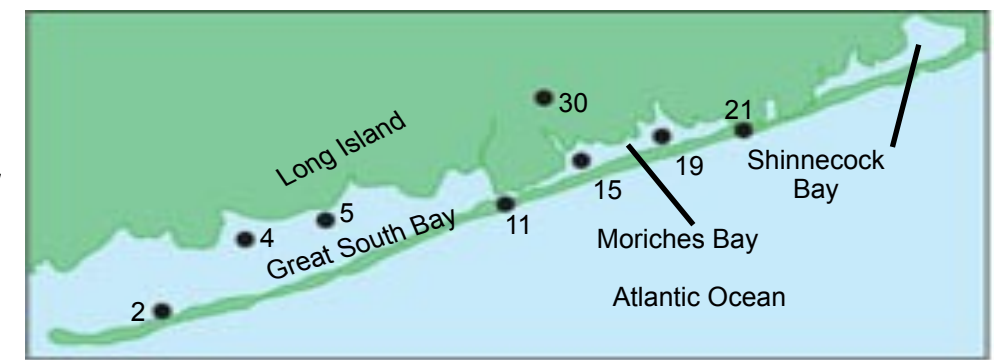 30
21
Long Island
Shinnecock
Bay
19
15
5
11
4
Great South Bay
Moriches Bay
2
Atlantic Ocean